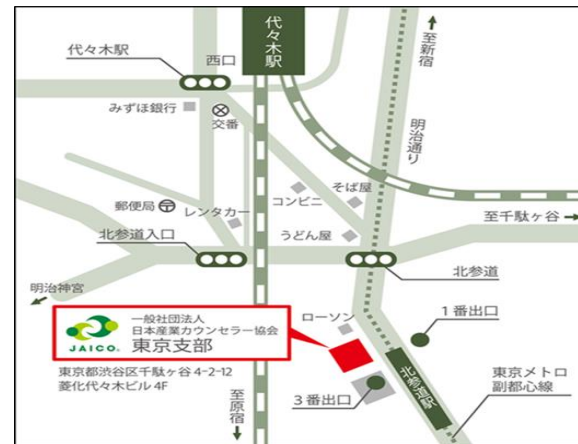 代々木駅
至新宿
代々木駅
西口
みずほ銀行
交番
明治通り
コンビニ
そば屋
郵便局
レンタカー
うどん屋
至千駄ヶ谷
北参道入口
北参道
明治神宮
一般社団法人
日本産業カウンセラー協会
JAICO.
東京支部
ローソン
1番出口
東京都渋谷区千駄ヶ谷 4-2-12
菱化代々木ビル 4F
至原宿
3番出口
北参道駅
東京メトロ
副都心線